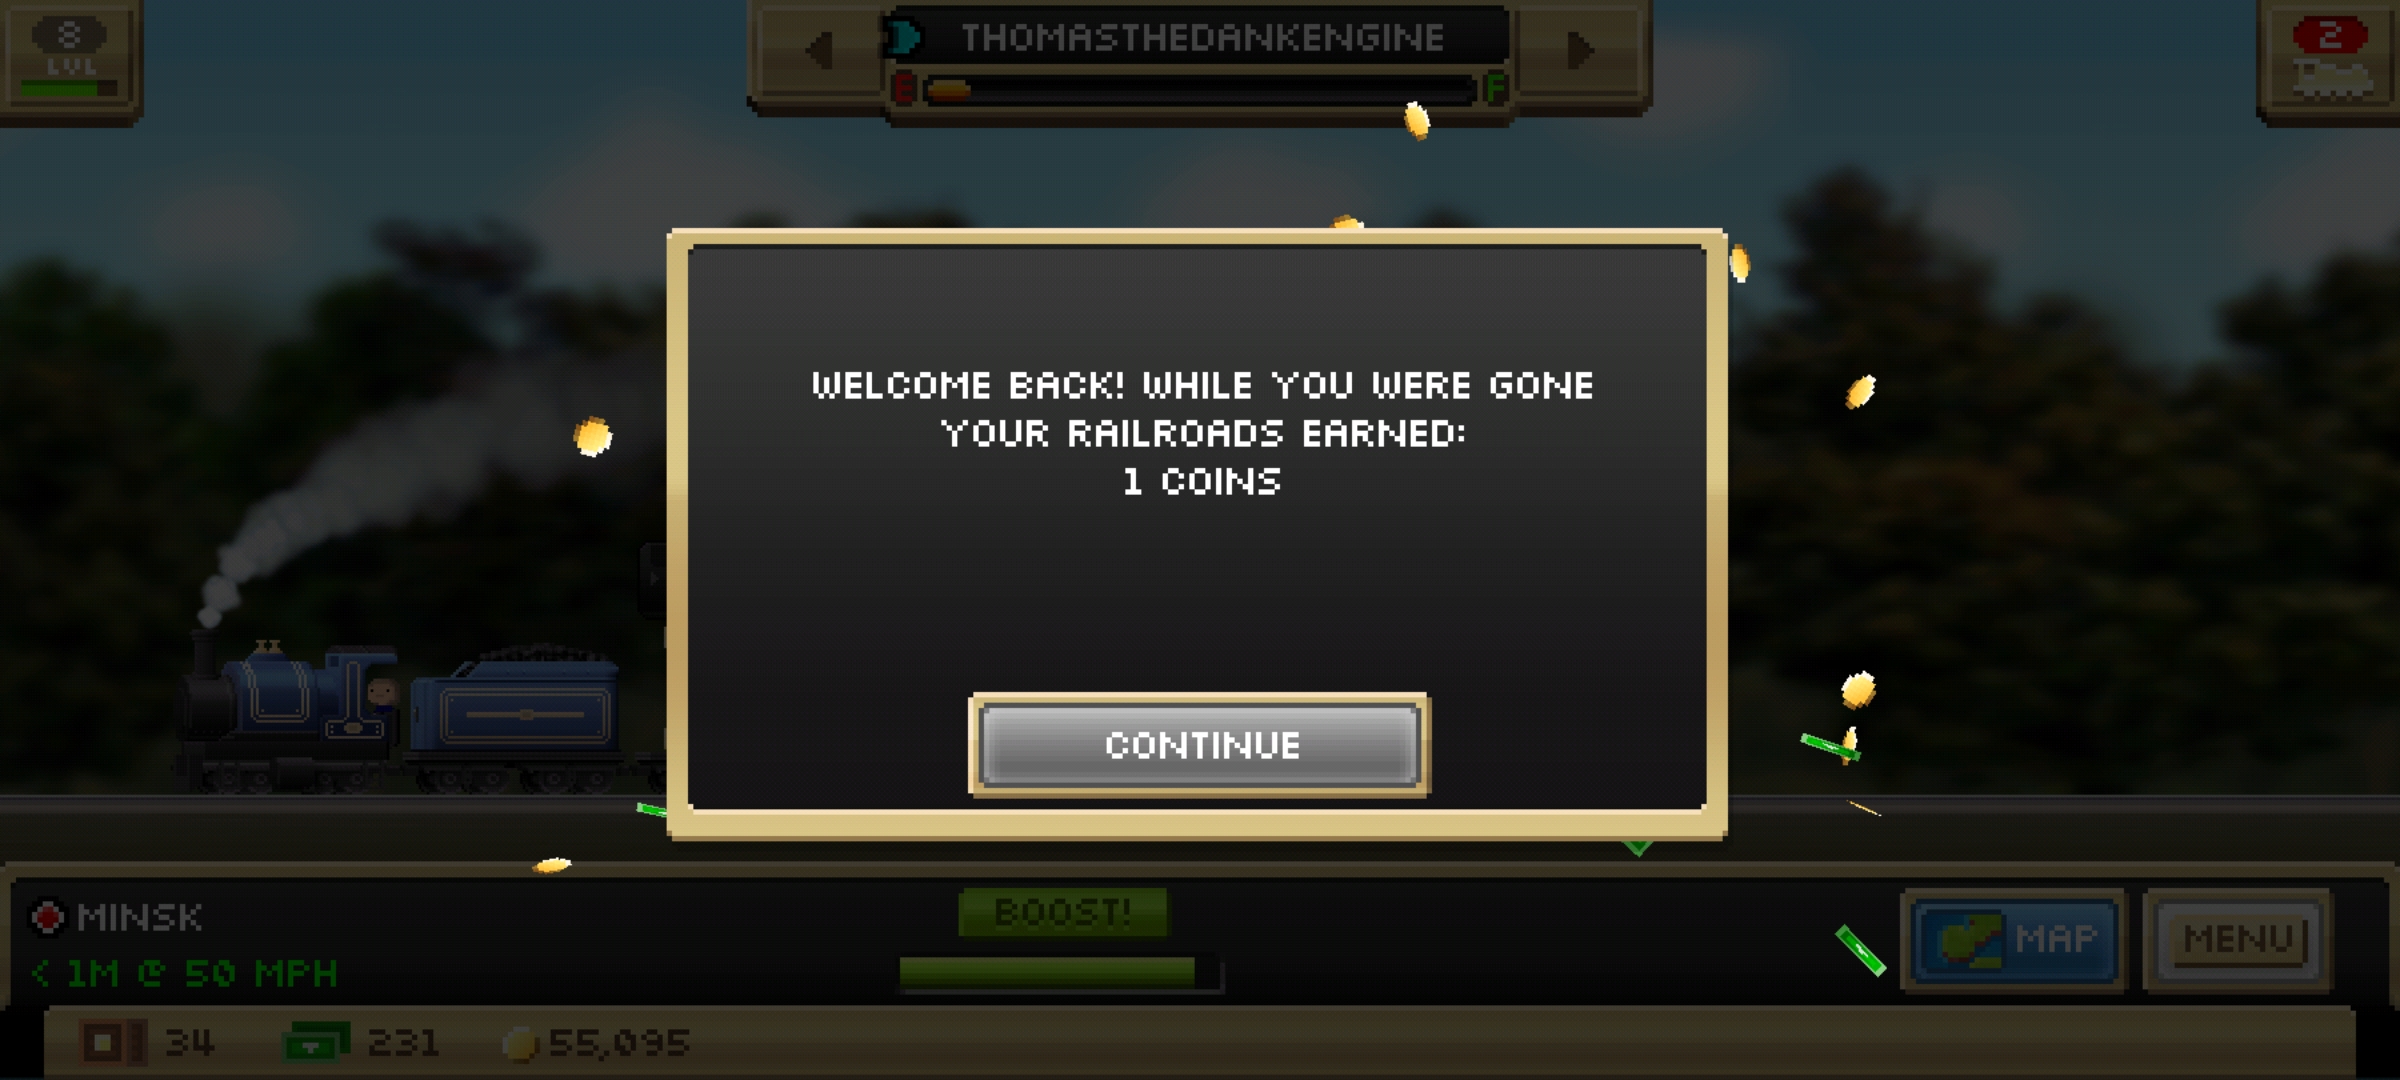 8
LVL
THOMASTHEDANKENGINE
E F
2
WELCOME BACK! WHILE YOU WERE GONE
YOUR RAILROADS EARNED:
1 COINS
CONTINUE
MINSK
< 1M @ 50 MPH
BOOST!
MAP
MENU
34 231 55,095